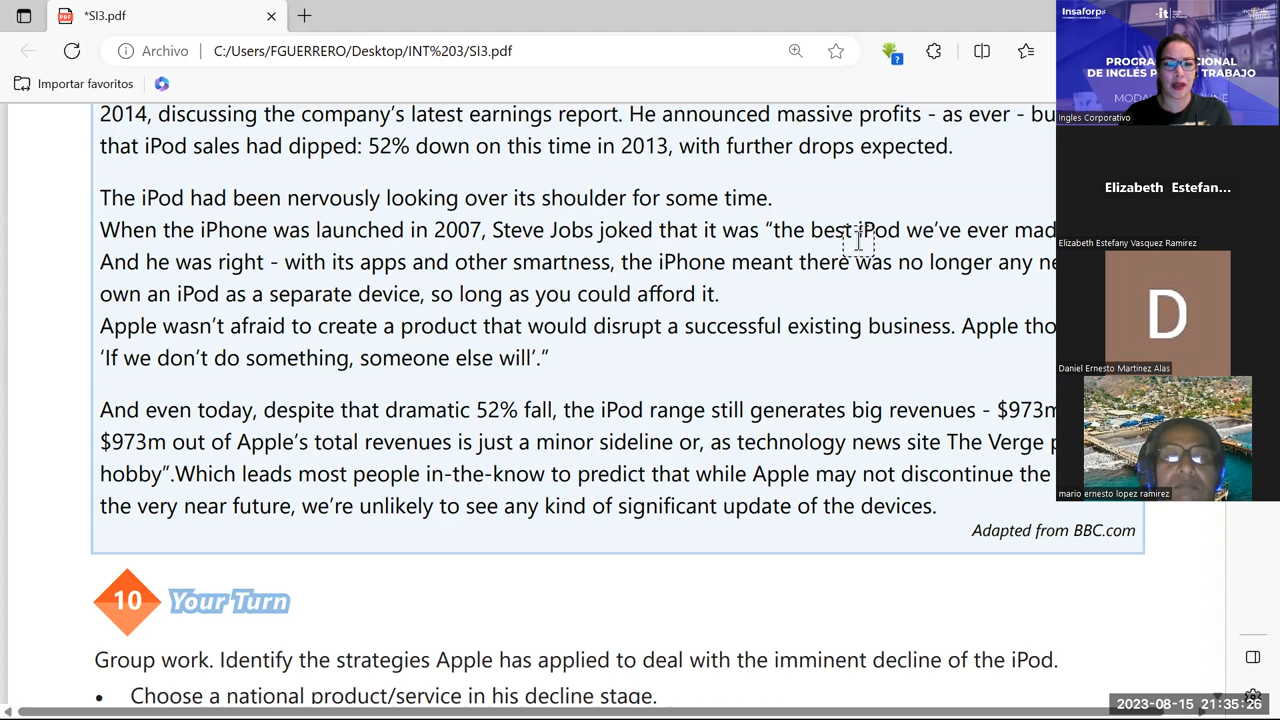 *SI3.pdf
Archivo
C:/Users/FGUERRERO/Desktop/INT%203/SI3.pdf
Importar favoritos
2014, discussing the company's latest earnings report. He announced massive profits - as ever - bu
that iPod sales had dipped: 52% down on this time in 2013, with further drops expected.
The iPod had been nervously looking over its shoulder for some time.
When the iPhone was launched in 2007, Steve Jobs joked that it was "the best iPod we've ever mad
And he was right - with its apps and other smartness, the iPhone meant there was no longer any ne
own an iPod as a separate device, so long as you could afford it.
Apple wasn't afraid to create a product that would disrupt a successful existing business. Apple tho
'If we don't do something, someone else will'."
And even today, despite that dramatic 52% fall, the iPod range still generates big revenues - $973m
$973m out of Apple's total revenues is just a minor sideline or, as technology news site The Verge p
hobby".Which leads most people in-the-know to predict that while Apple may not discontinue the
the very near future, we're unlikely to see any kind of significant update of the devices.
Adapted from BBC.com
10 Your Turn
Group work. Identify the strategies Apple has applied to deal with the imminent decline of the iPod.
• Choose a national product/service in his decline stage.
Insaforp
·it
PROGR CIONAL
DE INGLÉS P TRABAJO
MOD NLINE
Ingles Corporativo
Elizabeth Estefan...
Elizabeth Estefany Vasquez Ramirez
D
Daniel Ernesto Martinez Alas
mario ernesto lopez ramirez
2023-08-15 21:35:26